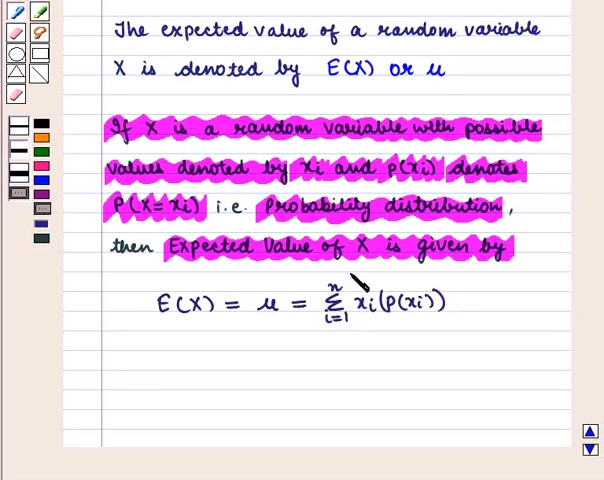 The expected value of a random variable
X is denoted by E(X) or μ
If X is a random variable with possible
values denoted by xi and p(xi) denotes
P(X=xi) i.e. Probability distribution,
then Expected Value of X is given by
E(X) = μ = n∑i=1 xi(P(xi))